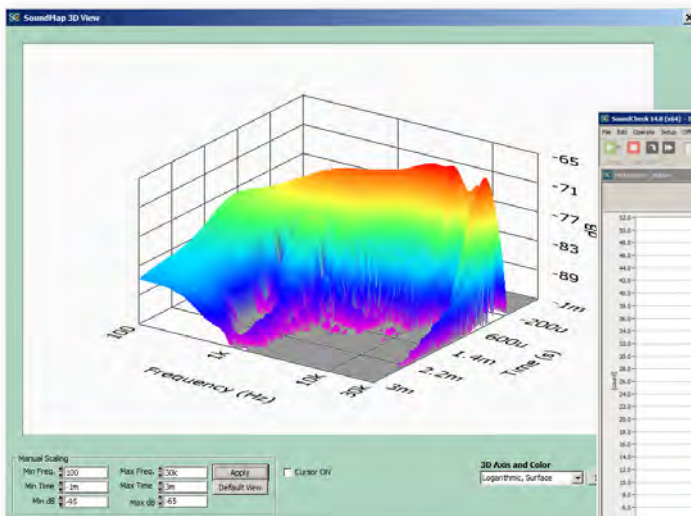 SoundMap 3D View
-65
-71
-77
-83
-89
dB
-1m
-200u
600u
1.4m
2.2m
3m
Time (s)
100
1k
10k
30k
Frequency (Hz)
Manual Scaling
Min Freq. 100
Max Freq. 30k
Apply
Min Time -1m
Max Time 3m
Default View
Min dB -95
Max dB -65
Cursor ON
3D Axis and Color
Logarithmic, Surface
SoundCheck 14.0 (x64) -
File Edit Operate Setup Off
52.0
50.0
48.0
46.0
44.0
42.0
40.0
38.0
36.0
34.0
32.0
30.0
28.0
26.0
24.0
22.0
20.0
18.0
16.0
14.0
12.0
10.0
8.0
6.0
(count)